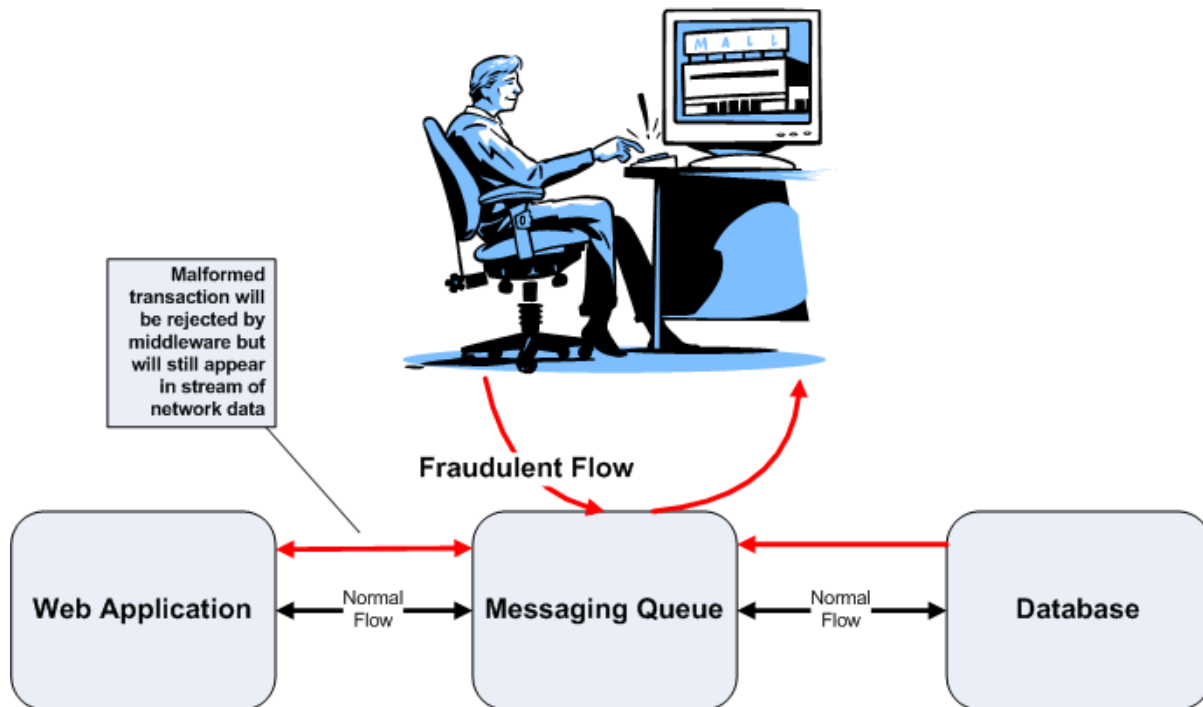 MALL
Malformed
transaction will
be rejected by
middleware but
will still appear
in stream of
network data
Fraudulent Flow
Web Application
Normal
Flow
Messaging Queue
Normal
Flow
Database